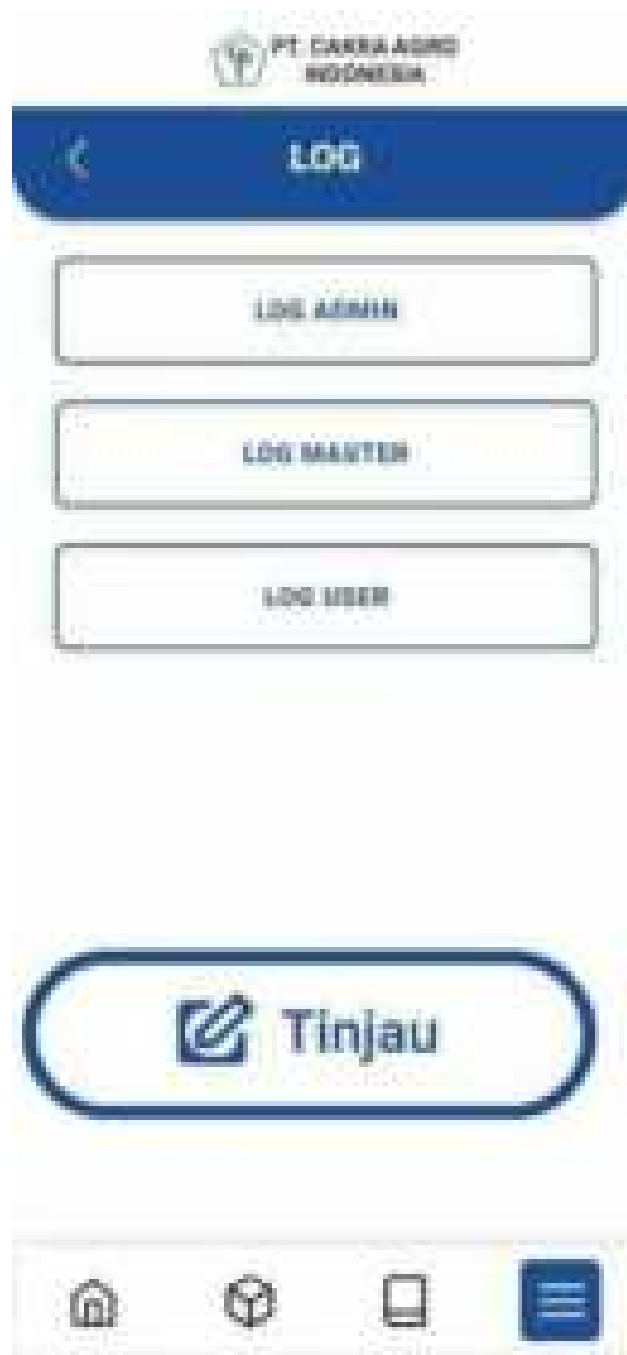 PT. CAKRA AGRO
INDONESIA
LOG
LOG ADMIN
LOG MASTER
LOG USER
Tinjau